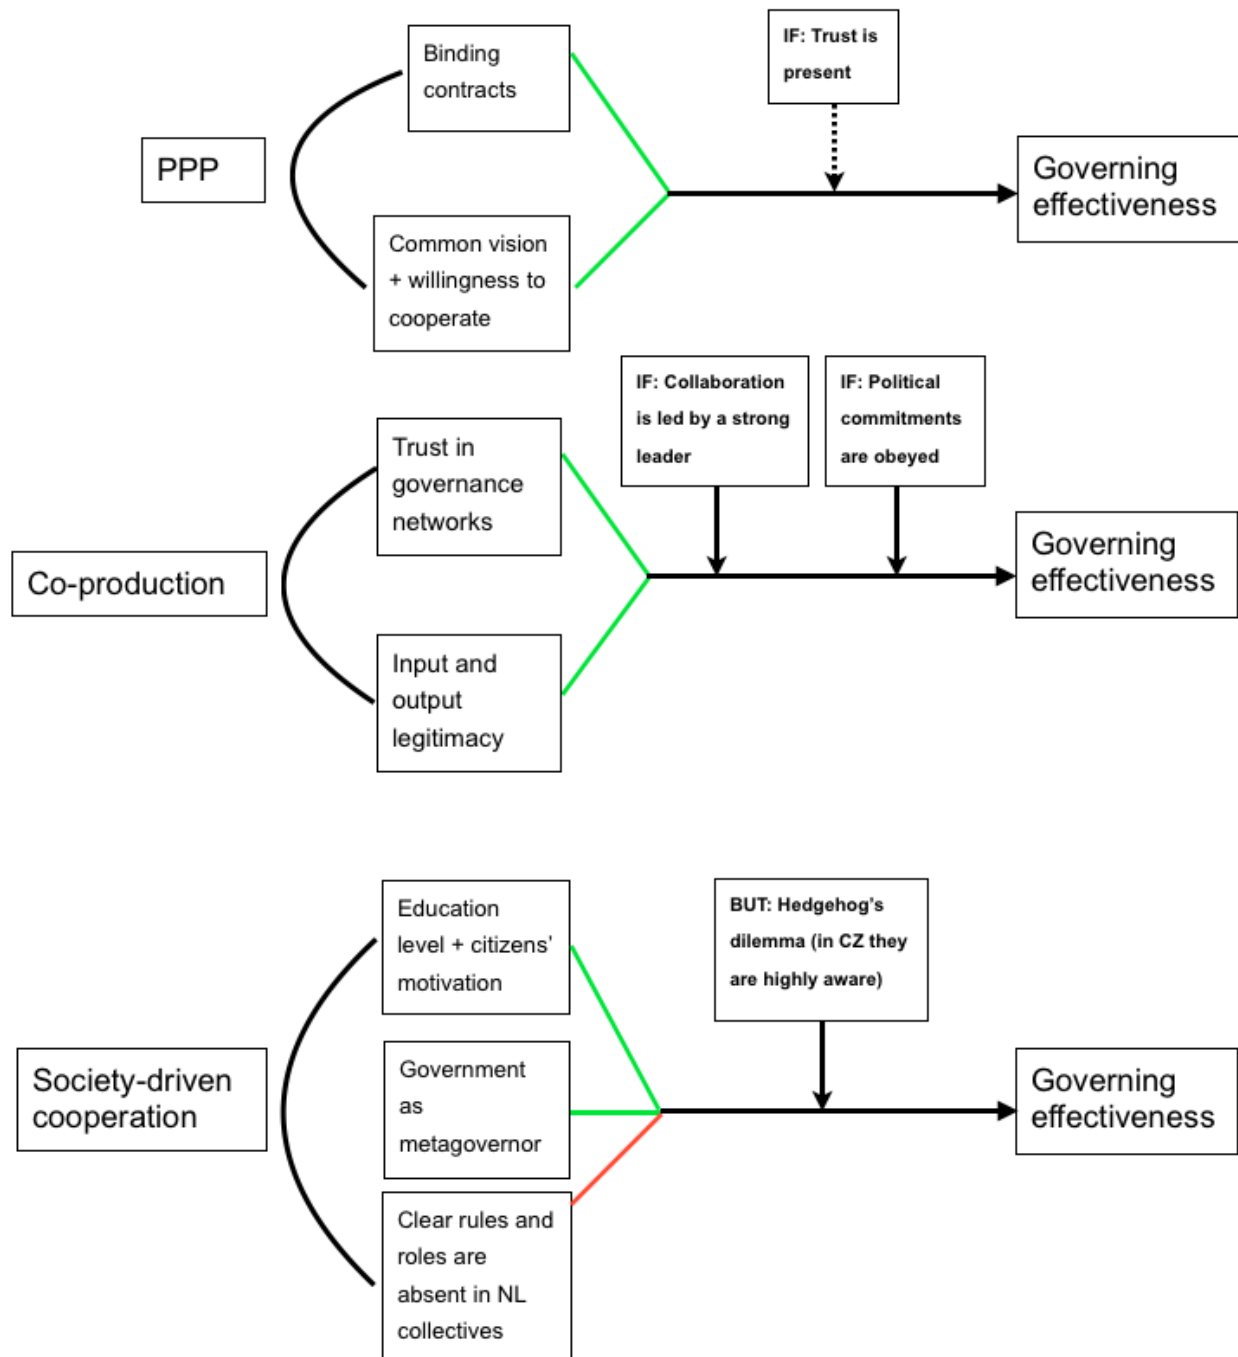 Binding
contracts
IF: Trust is
present
PPP
Governing
effectiveness
Common vision
+ willingness to
cooperate
IF: Collaboration
is led by a strong
leader
IF: Political
commitments
are obeyed
Trust in
governance
networks
Co-production
Governing
effectiveness
Input and
output
legitimacy
Education
level + citizens’
motivation
BUT: Hedgehog’s
dilemma (in CZ they
are highly aware)
Society-driven
cooperation
Government
as
metagovernor
Governing
effectiveness
Clear rules and
roles are
absent in NL
collectives